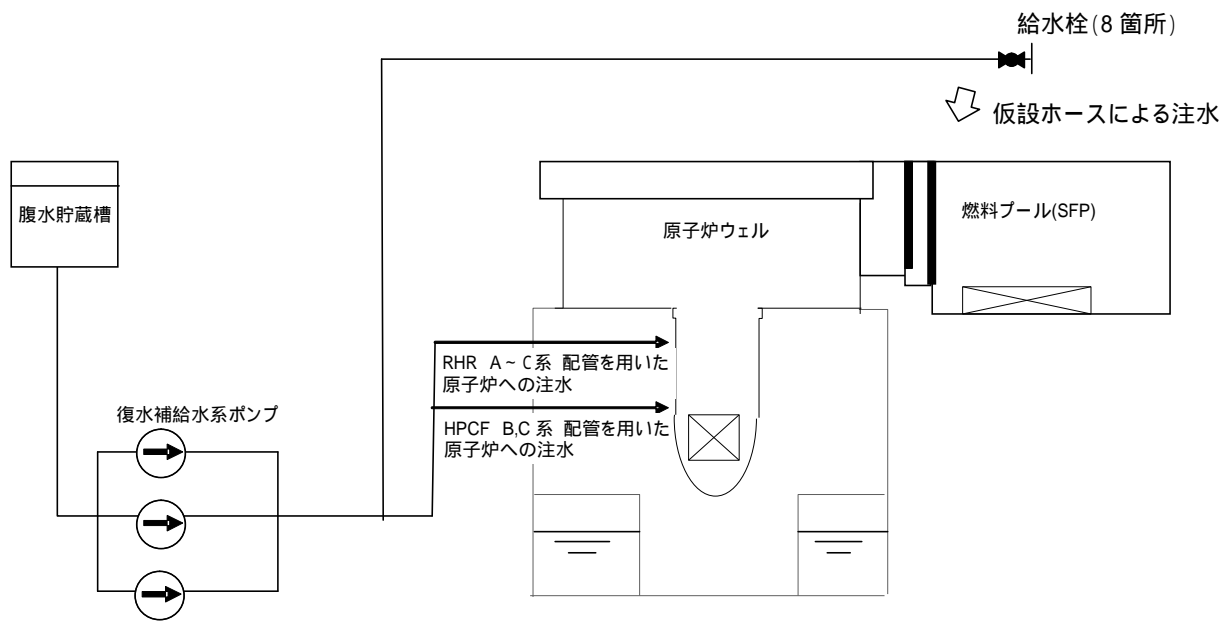 給水栓(8 箇所)
仮設ホースによる注水
腹水貯蔵槽
原子炉ウェル
燃料プール(SFP)
RHR A~C系 配管を用いた
原子炉への注水
復水補給水系ポンプ
HPCF B,C 系 配管を用いた
原子炉への注水